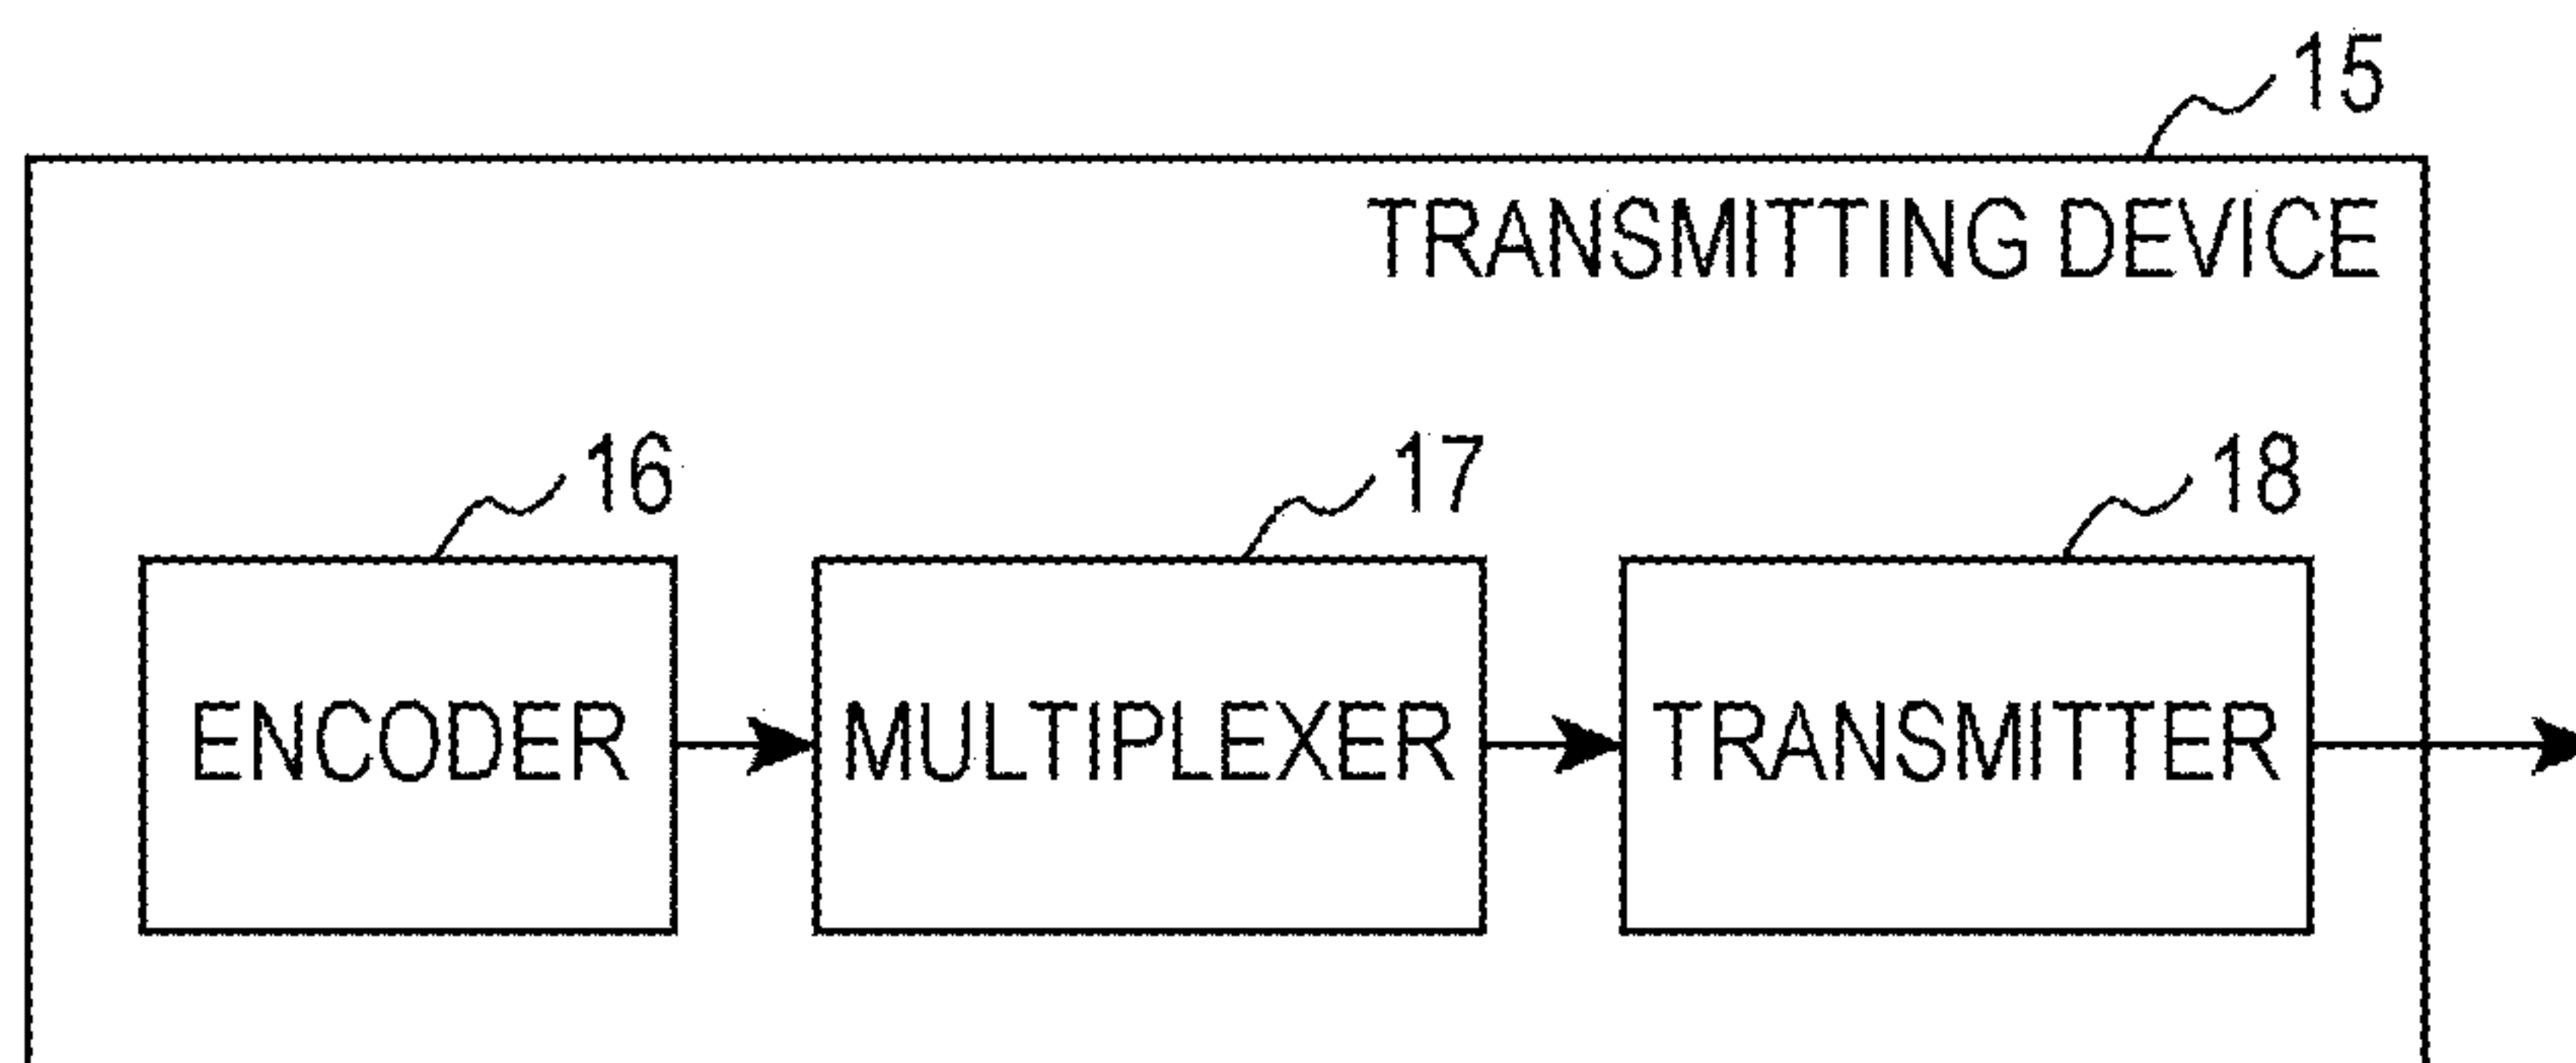 15
TRANSMITTING DEVICE
16
17
18
ENCODER
MULTIPLEXER
TRANSMITTER